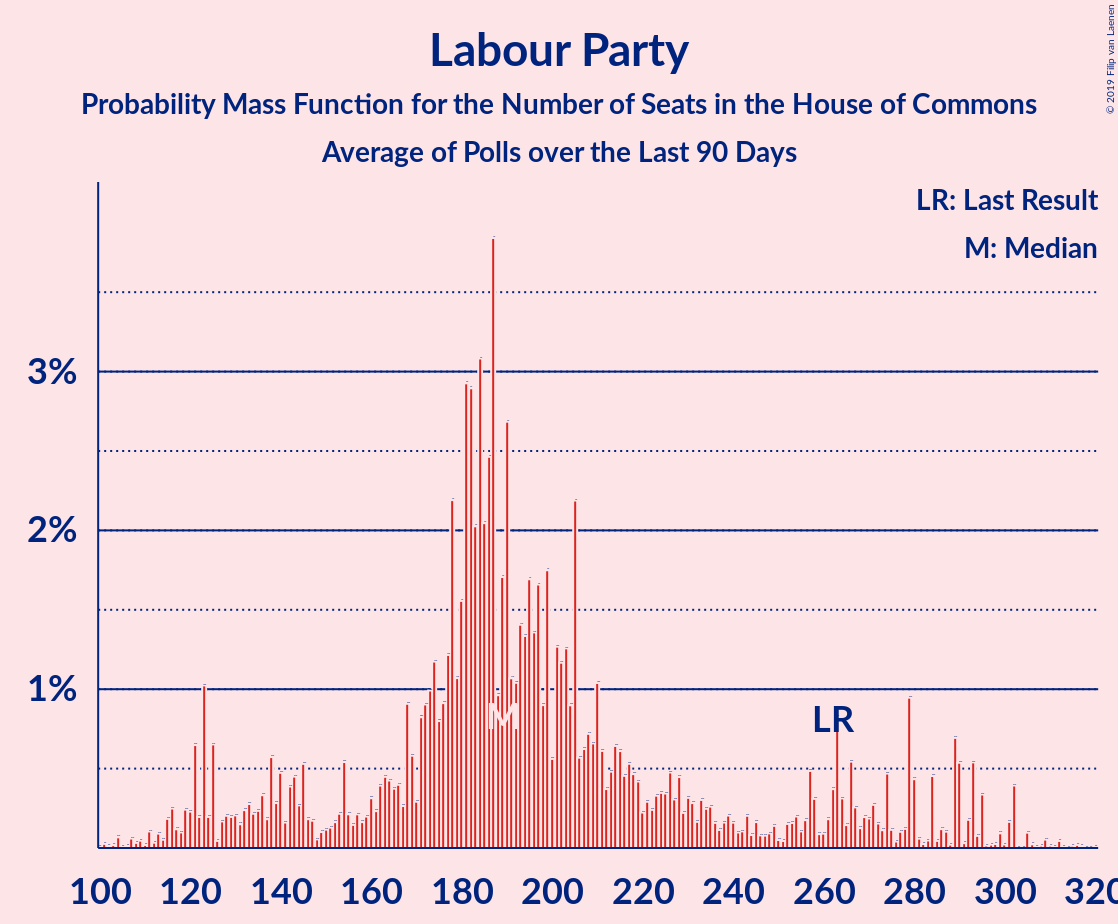 Labour Party
Probability Mass Function for the Number of Seats in the House of Commons
Average of Polls over the Last 90 Days
© 2019 Filip van Laenen
LR: Last Result
M: Median
3%
2%
1%
LR
M
100 120 140 160 180 200 220 240 260 280 300 320